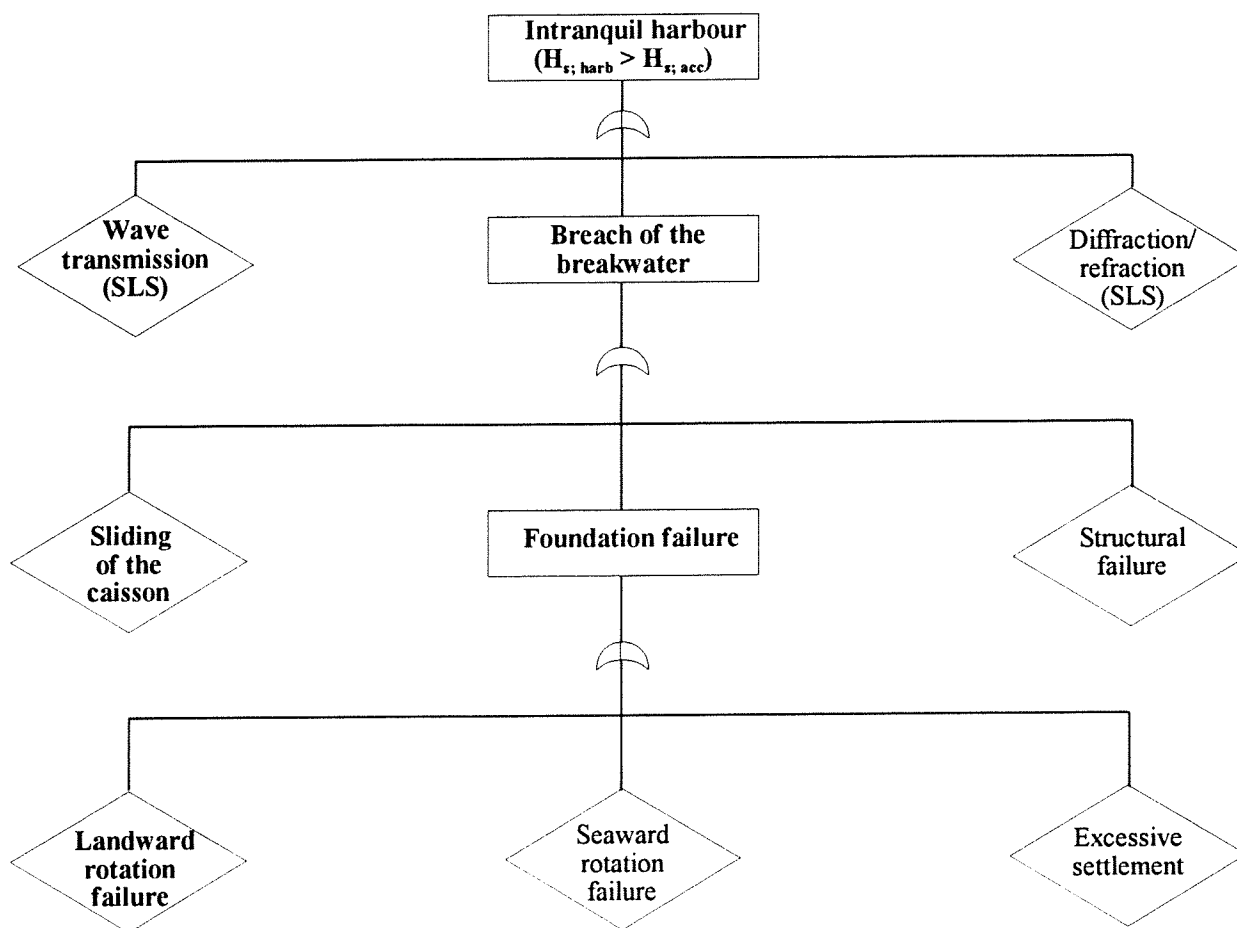 Intranquil harbour
(Hs; harb > Hs; acc)
Wave
transmission
(SLS)
Breach of the
breakwater
Diffraction/
refraction
(SLS)
Sliding
of the
caisson
Foundation failure
Structural
failure
Landward
rotation
failure
Seaward
rotation
failure
Excessive
settlement